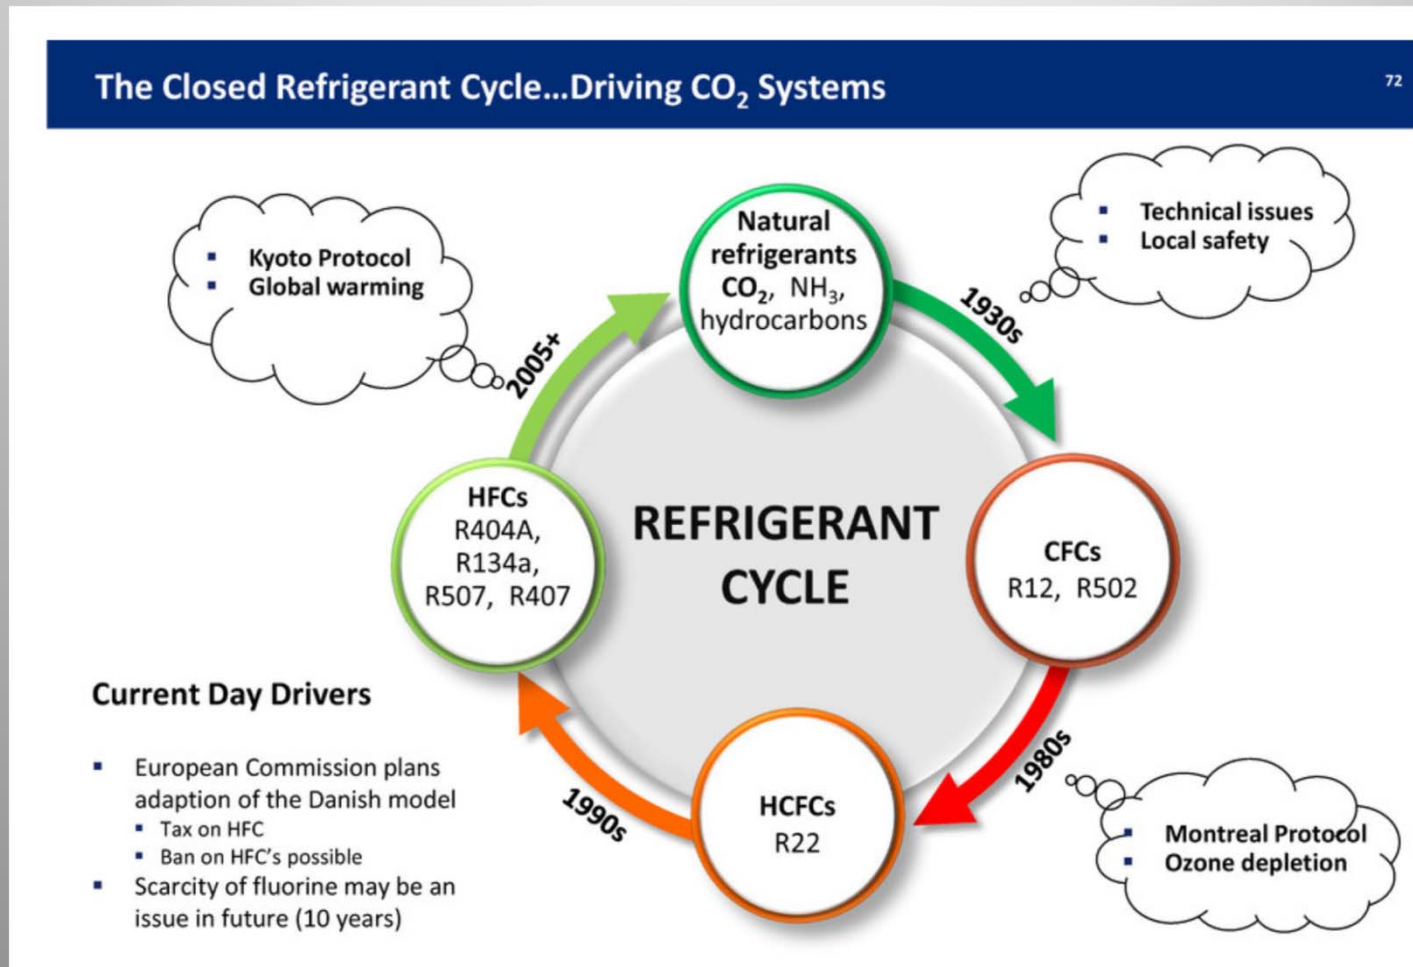 The Closed Refrigerant Cycle...Driving CO₂ Systems
72
Kyoto Protocol
Global warming
Natural
refrigerants
CO₂, NH₃,
hydrocarbons
Technical issues
Local safety
2005+
1930s
HFCs
R404A,
R134a,
R507, R407
REFRIGERANT
CYCLE
CFCs
R12, R502
Current Day Drivers
European Commission plans
adaption of the Danish model
Tax on HFC
Ban on HFC's possible
Scarcity of fluorine may be an
issue in future (10 years)
1990s
HCFCs
R22
1980s
Montreal Protocol
Ozone depletion